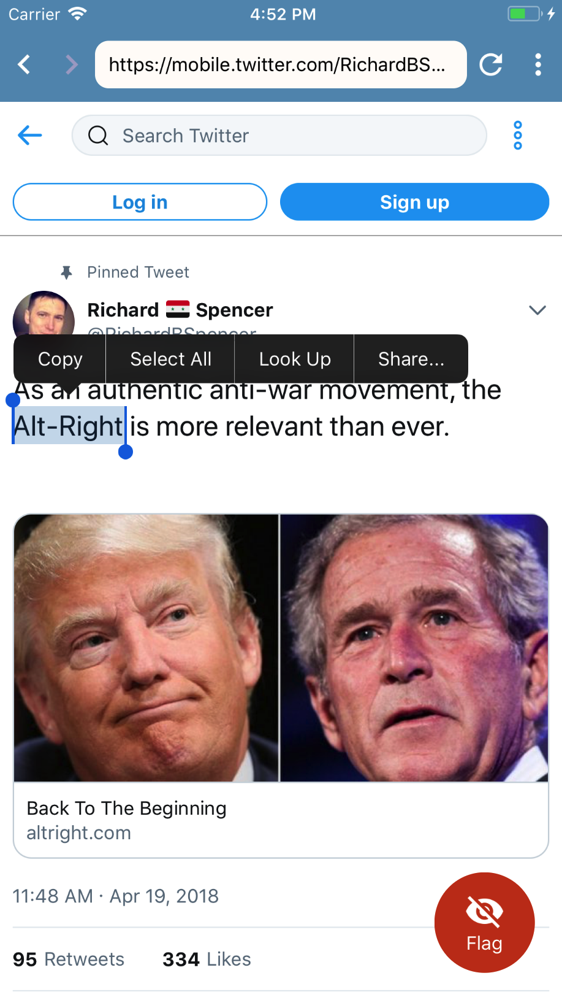 Carrier 4:52 PM
https://mobile.twitter.com/RichardBS...
Search Twitter
Log in Sign up
Pinned Tweet
Richard Spencer
@RichardBSpencer
Copy Select All Look Up Share...
As an authentic anti-war movement, the
Alt-Right is more relevant than ever.
Back To The Beginning
altright.com
11:48 AM · Apr 19, 2018
Flag
95 Retweets 334 Likes